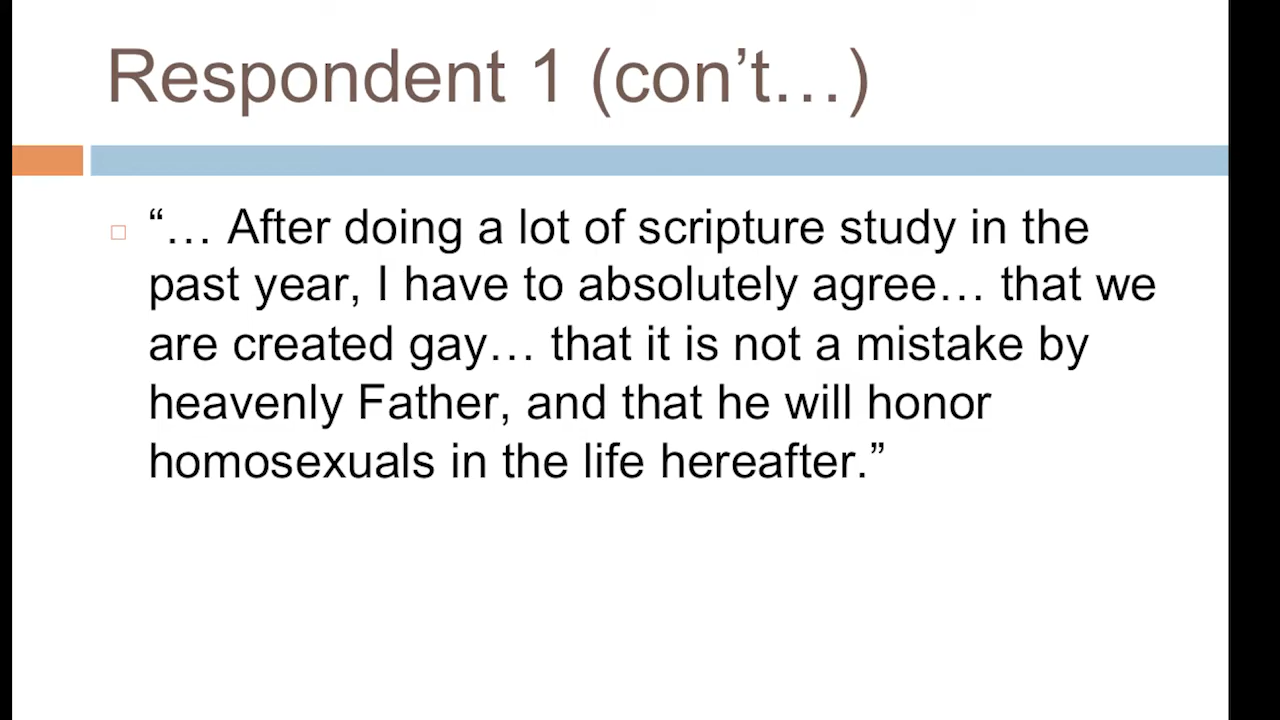 Respondent 1 (con’t…)
“… After doing a lot of scripture study in the
past year, I have to absolutely agree… that we
are created gay… that it is not a mistake by
heavenly Father, and that he will honor
homosexuals in the life hereafter.”